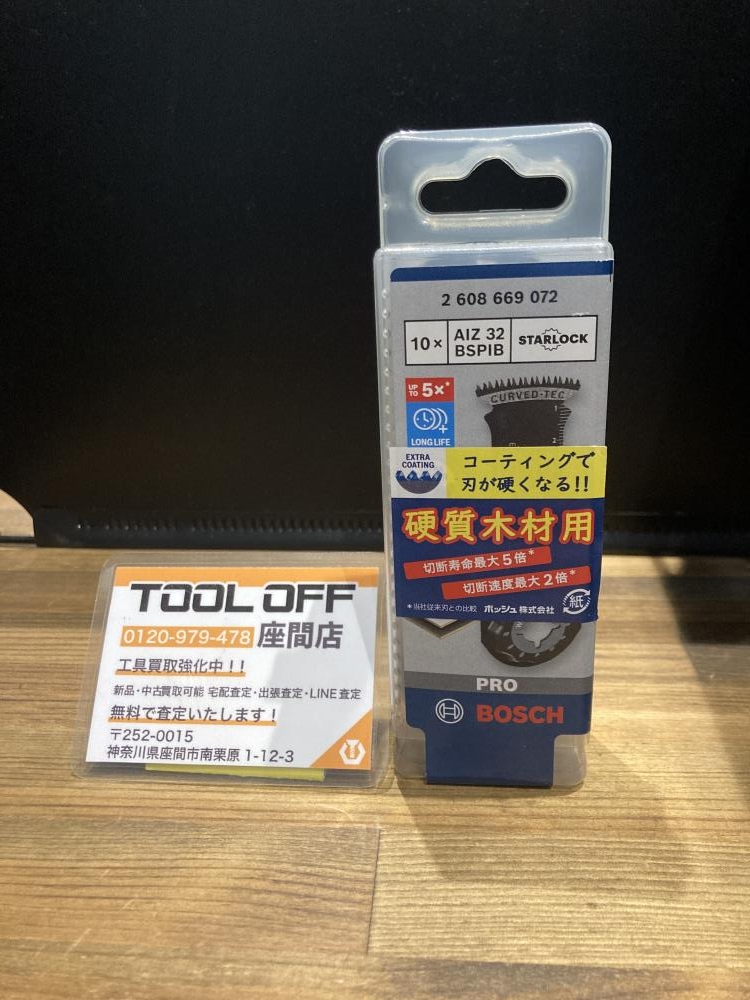 2 608 669 072
10×
AIZ 32
BSPIB
STARLOCK
UP TO 5×*
LONG LIFE
CURVED-TEC
1
2
EXTRA
COATING
コーティングで
刃が硬くなる!!
硬質木材用
切断寿命最大5倍*
切断速度最大2倍*
*当社従来刃との比較 ボッシュ株式会社
紙
PRO
BOSCH
TOOL OFF
0120-979-478 座間店
工具買取強化中!!
新品・中古買取可能 宅配査定・出張査定・LINE査定
無料で査定いたします!
〒252-0015
神奈川県座間市南栗原 1-12-3